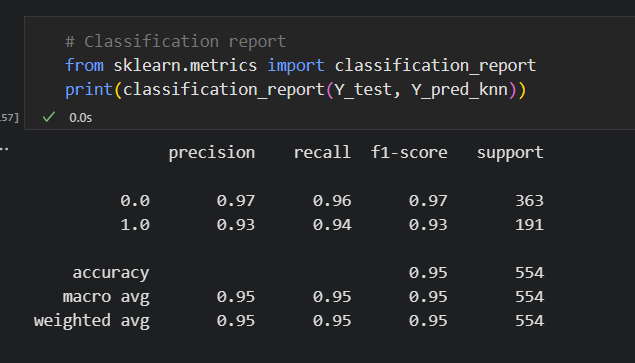 # Classification report
from sklearn.metrics import classification_report
print(classification_report(Y_test, Y_pred_knn))
57] 0.0s
..
precision recall f1-score support
0.0 0.97 0.96 0.97 363
1.0 0.93 0.94 0.93 191
accuracy 0.95 554
macro avg 0.95 0.95 0.95 554
weighted avg 0.95 0.95 0.95 554